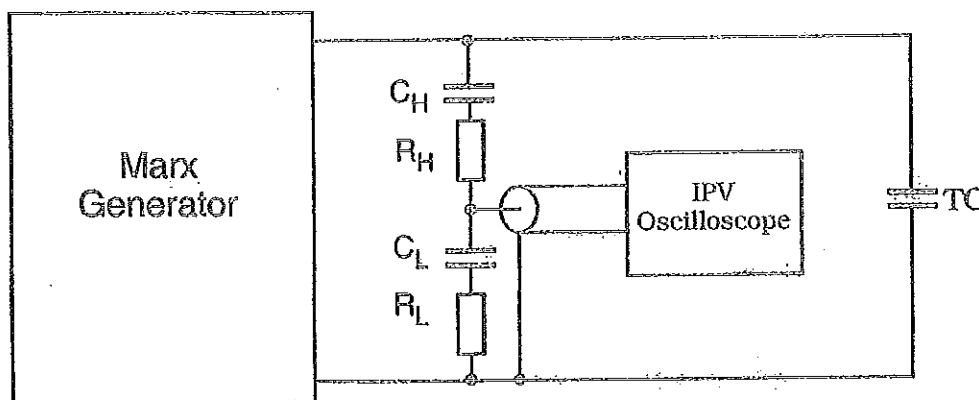 Marx
Generator
C_H
R_H
C_L
R_L
IPV
Oscilloscope
TO